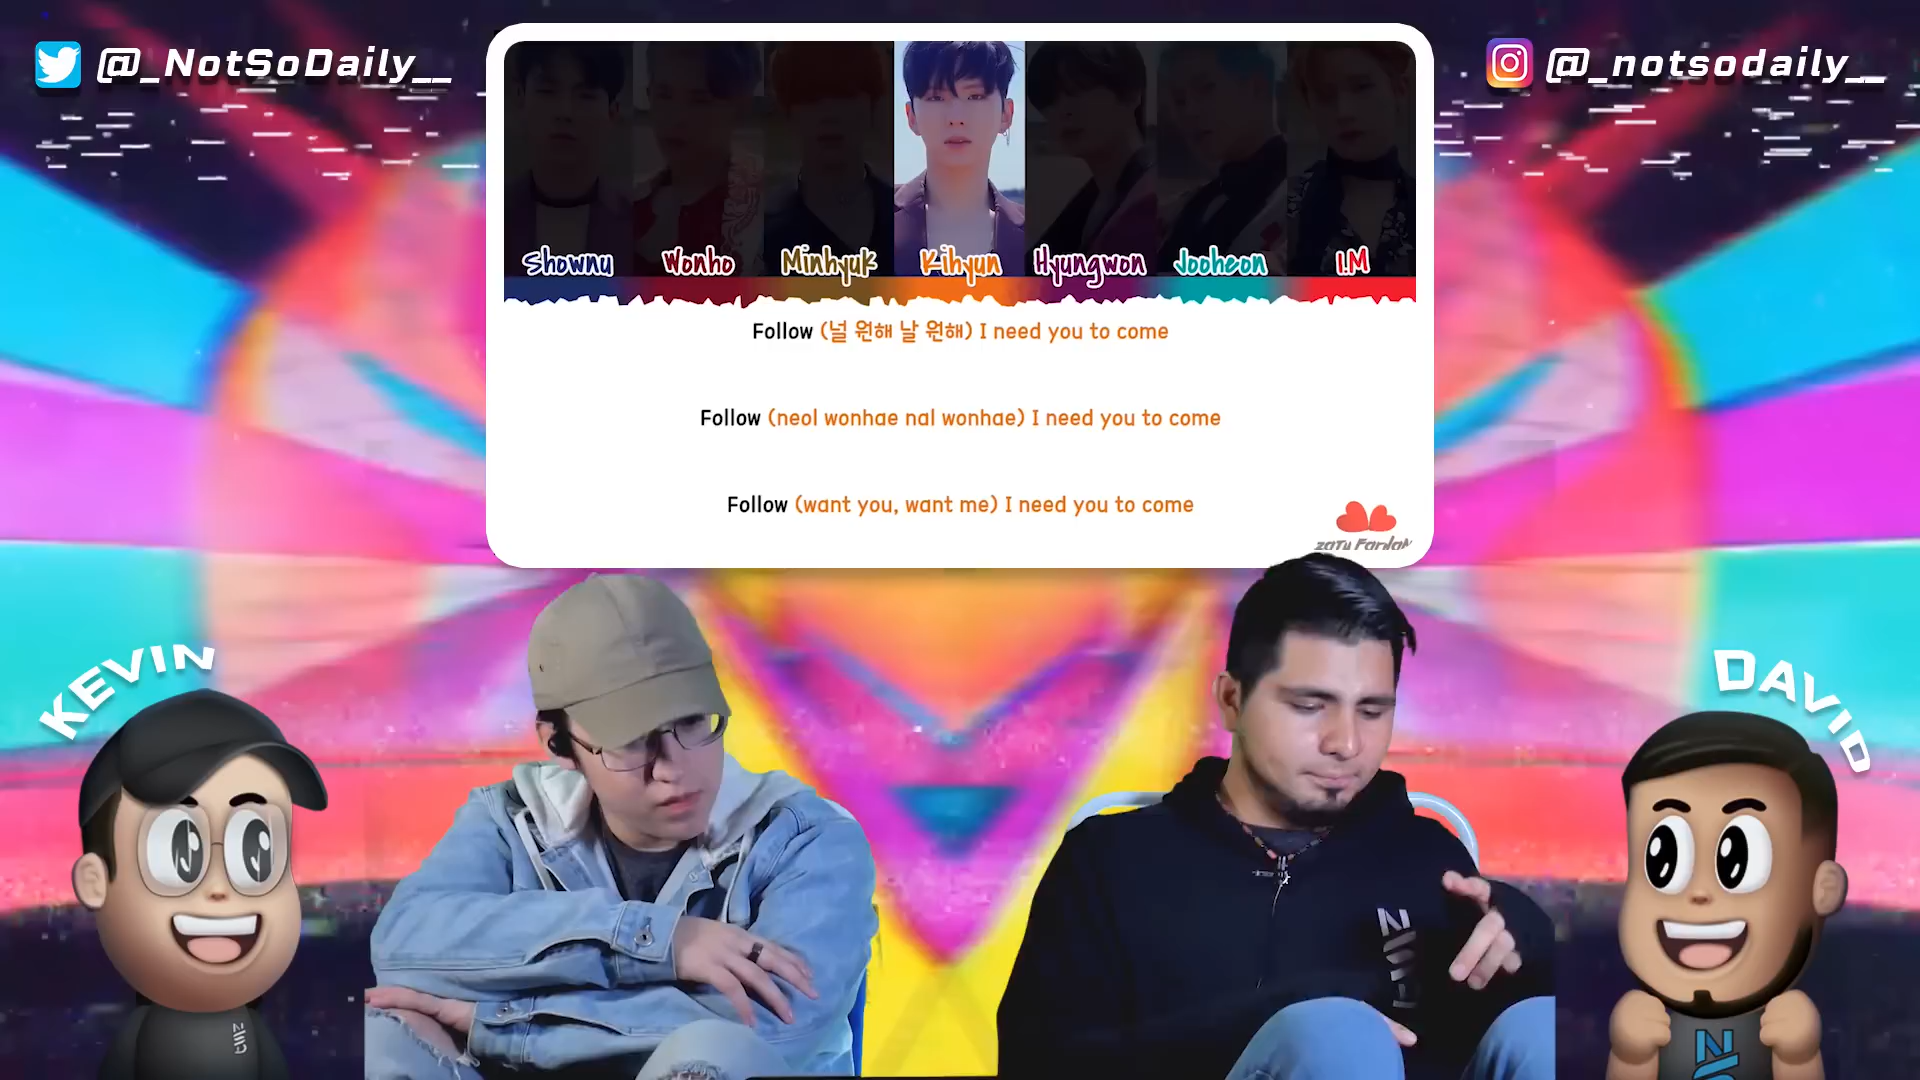 @_NotSoDaily__
@_notsodaily__
Shownu Wonho Minhyuk Kihyun Hyungwon Jooheon I.M
Follow (널 원해 날 원해) I need you to come
Follow (neol wonhae nal wonhae) I need you to come
Follow (want you, want me) I need you to come
KEVIN
DAVID